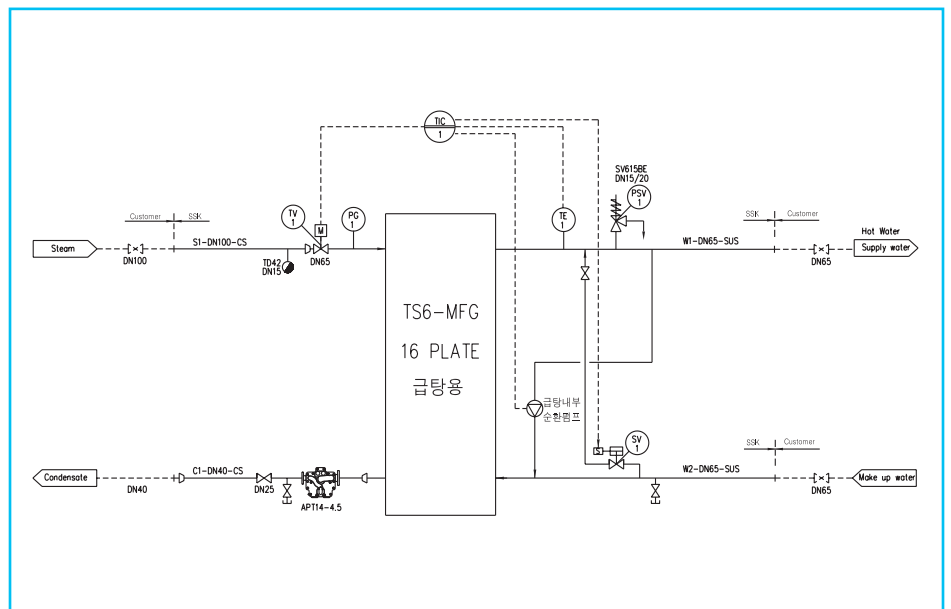 TIC
1
SV615BE
DN15/20
PSV
1
TV
1
M
PG
1
TE
1
Customer
SSK
SSK
Customer
Steam
DN100
S1-DN100-CS
TD42
DN15
DN65
W1-DN65-SUS
DN65
Hot Water
Supply water
TS6-MFG
16 PLATE
급탕용
급탕내부
순환펌프
S
SV
1
SSK
Customer
Condensate
DN40
C1-DN40-CS
DN25
APT14-4.5
W2-DN65-SUS
DN65
Make up water